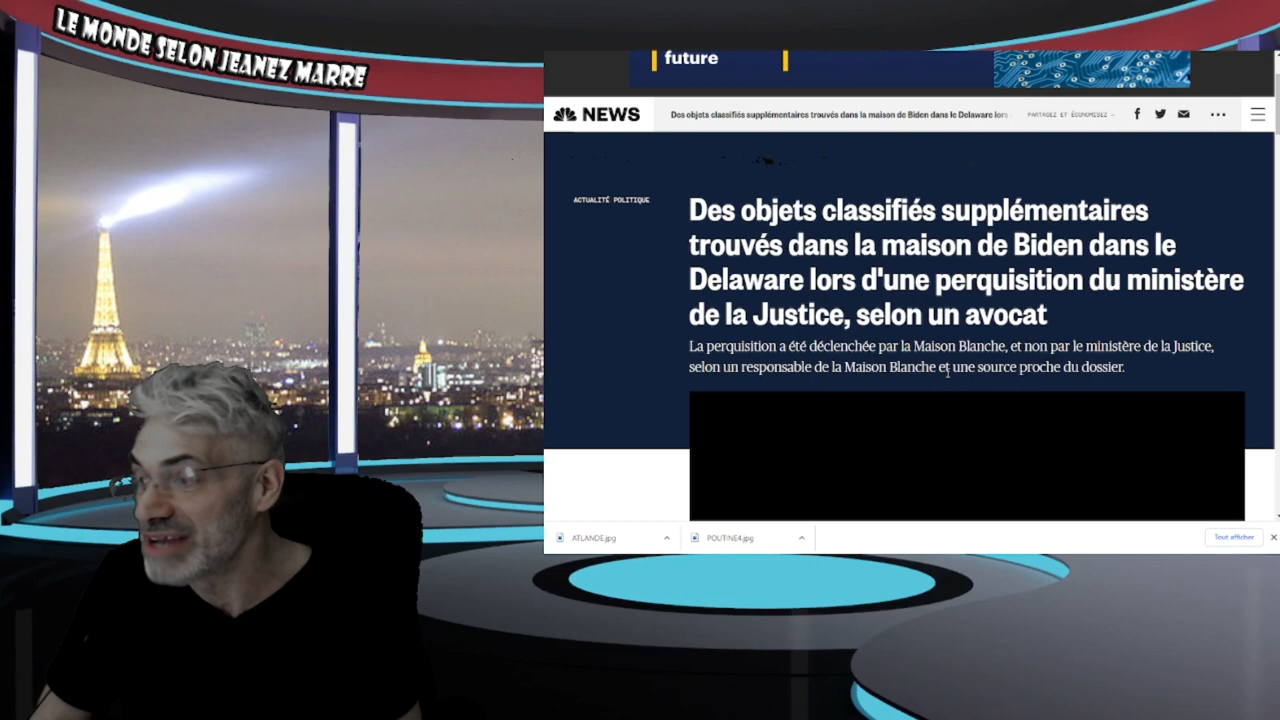 LE MONDE SELON JEANEZ MARRE
future
NEWS
Des objets classifiés supplémentaires trouvés dans la maison de Biden dans le Delaware lors
PARTAGEZ ET ÉCONOMISEZ
ACTUALITÉ POLITIQUE
Des objets classifiés supplémentaires
trouvés dans la maison de Biden dans le
Delaware lors d'une perquisition du ministère
de la Justice, selon un avocat
La perquisition a été déclenchée par la Maison Blanche, et non par le ministère de la Justice,
selon un responsable de la Maison Blanche et une source proche du dossier.
ATLANDE.jpg
POUTINE4.jpg
Tout afficher